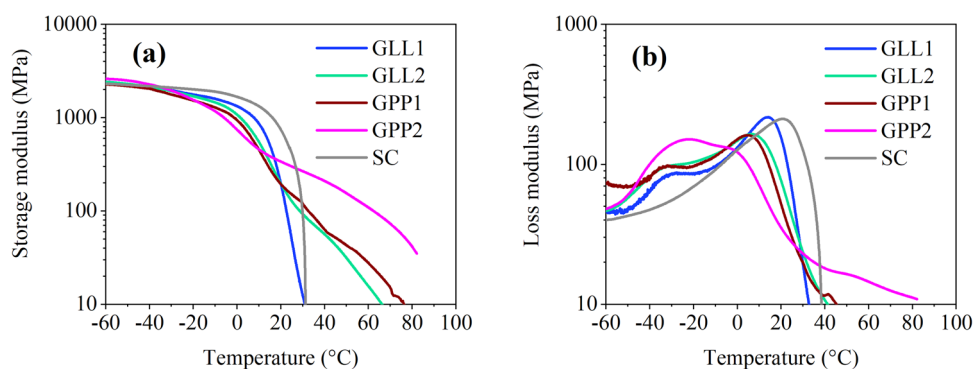 (a)
Storage modulus (MPa)
10000
1000
100
10
-60 -40 -20 0 20 40 60 80 100
Temperature (°C)
GLL1
GLL2
GPP1
GPP2
SC
(b)
Loss modulus (MPa)
1000
100
10
-60 -40 -20 0 20 40 60 80 100
Temperature (°C)
GLL1
GLL2
GPP1
GPP2
SC